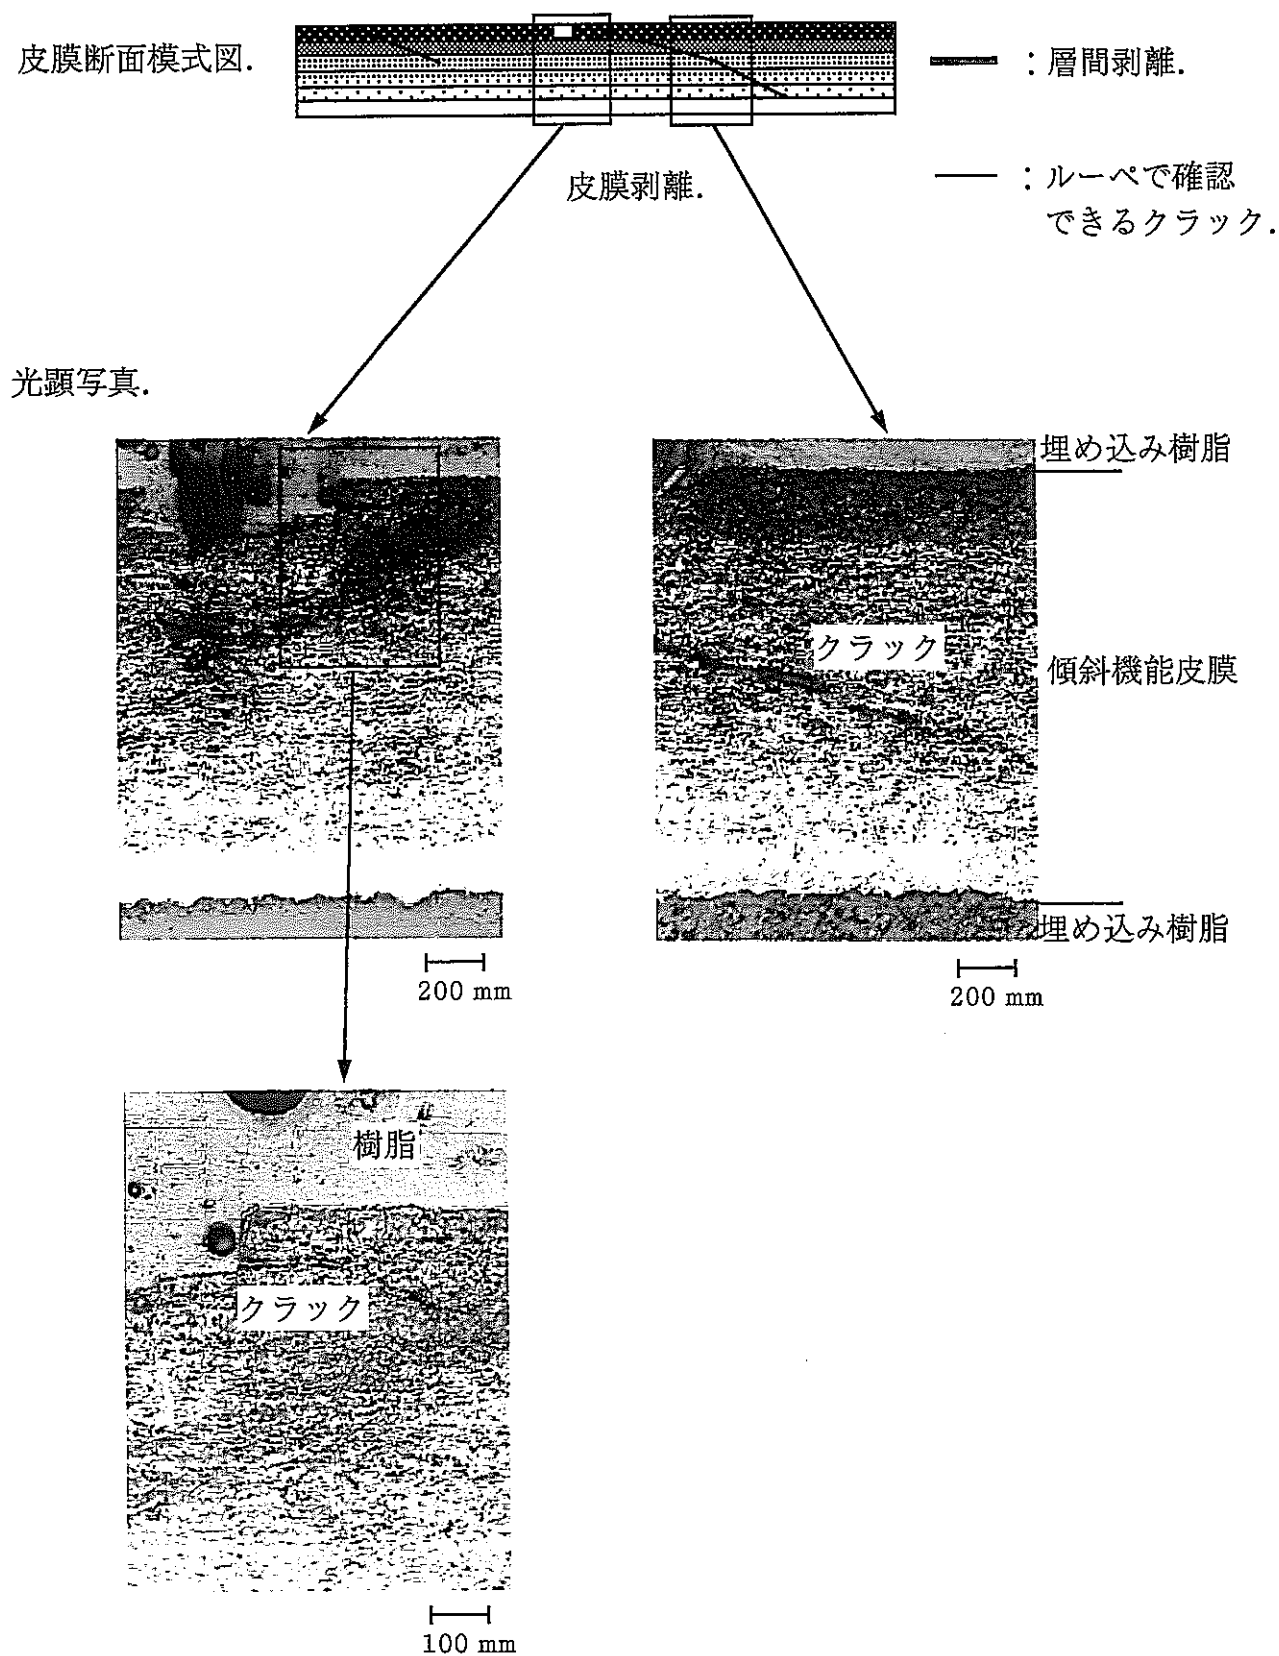 皮膜断面模式図.
：層間剥離.
皮膜剥離.
：ルーペで確認
できるクラック.
光顕写真.
埋め込み樹脂
クラック
傾斜機能皮膜
埋め込み樹脂
200 mm
200 mm
樹脂
クラック
100 mm